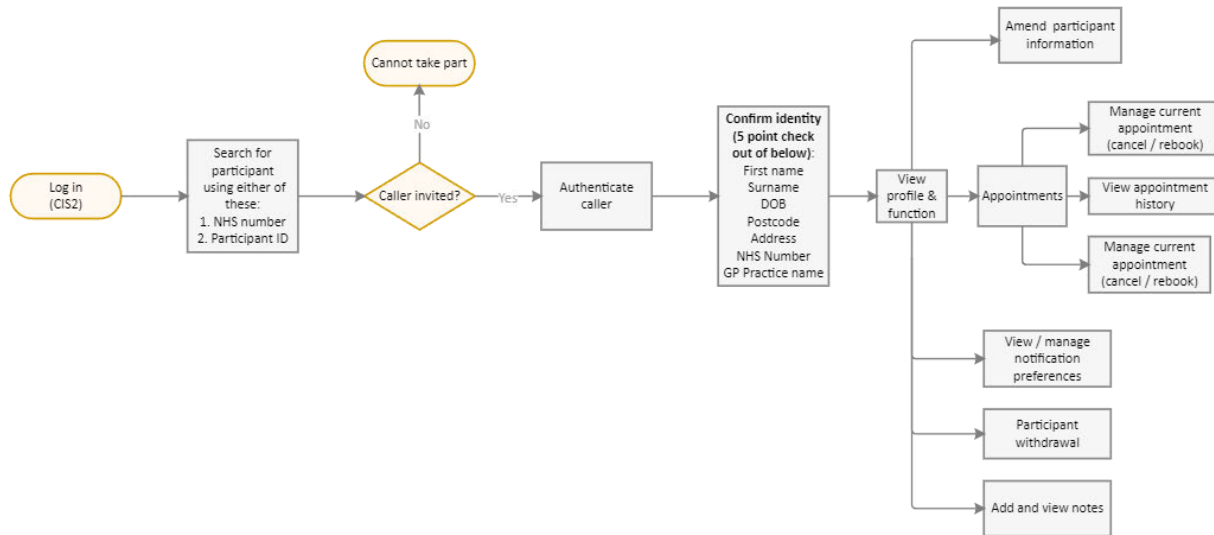 Amend participant
information
Cannot take part
No
Manage current
appointment
(cancel / rebook)
Log in
(CIS2)
Search for
participant
using either of
these:
1. NHS number
2. Participant ID
Caller invited?
Yes
Authenticate
caller
Confirm identity
(5 point check
out of below):
First name
Surname
DOB
Postcode
Address
NHS Number
GP Practice name
View
profile &
function
Appointments
View appointment
history
Manage current
appointment
(cancel / rebook)
View / manage
notification
preferences
Participant
withdrawal
Add and view notes